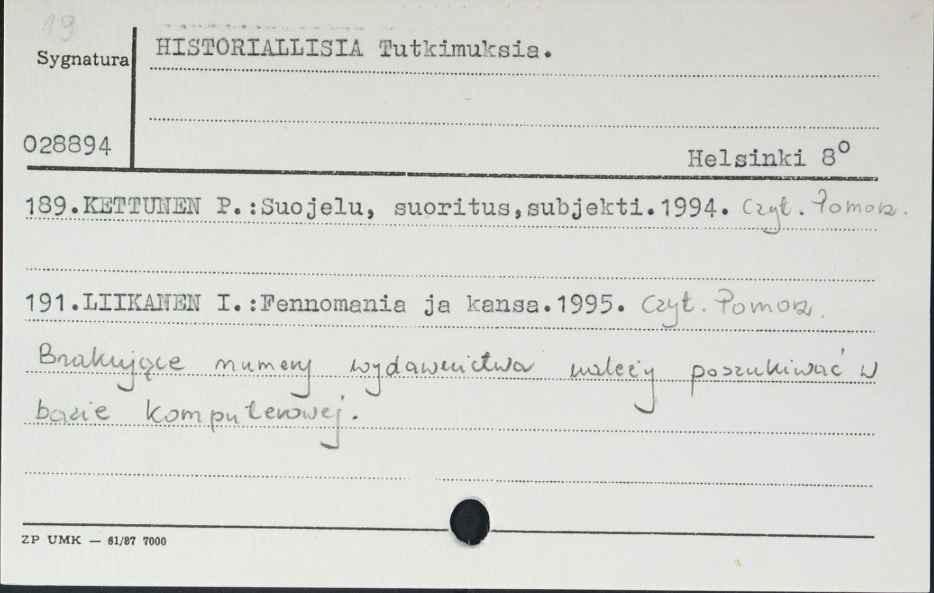 19
HISTORIALLISIA Tutkimuksia.
Sygnatura
028894
Helsinki 8⁰
189.KETTUNEN P.:Suojelu, suoritus,subjekti.1994. Czyt. Pomorz.
191.LIIKANEN I.:Fennomania ja kansa.1995. Czyt. Pomorz.
Brakujące numery wydawnictwa należy poszukiwać w
bazie komputerowej.
ZP UMK — 61/87 7000